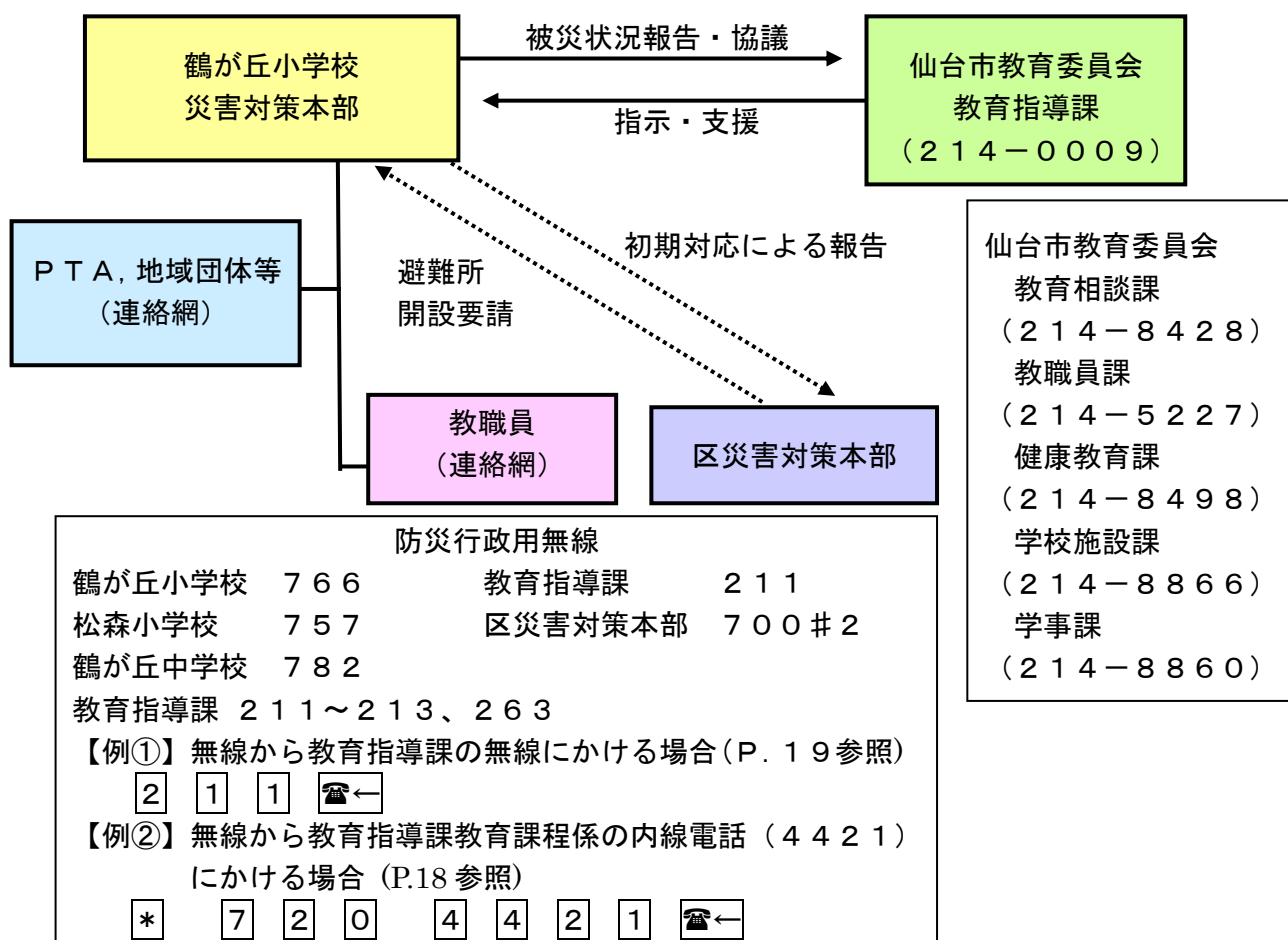 鶴が丘小学校
災害対策本部
被災状況報告・協議
指示・支援
仙台市教育委員会
教育指導課
(214-0009)
PTA,地域団体等
(連絡網)
避難所
開設要請
初期対応による報告
教職員
(連絡網)
区災害対策本部
仙台市教育委員会
教育相談課
(214-8428)
教職員課
(214-5227)
健康教育課
(214-8498)
学校施設課
(214-8866)
学事課
(214-8860)
防災行政用無線
鶴が丘小学校 766 教育指導課 211
松森小学校 757 区災害対策本部 700♯2
鶴が丘中学校 782
教育指導課 211~213、263
【例①】無線から教育指導課の無線にかける場合(P.19参照)
2 1 1 ☎←
【例②】無線から教育指導課教育課程係の内線電話(4421)
にかける場合 (P.18 参照)
* 7 2 0 4 4 2 1 ☎←